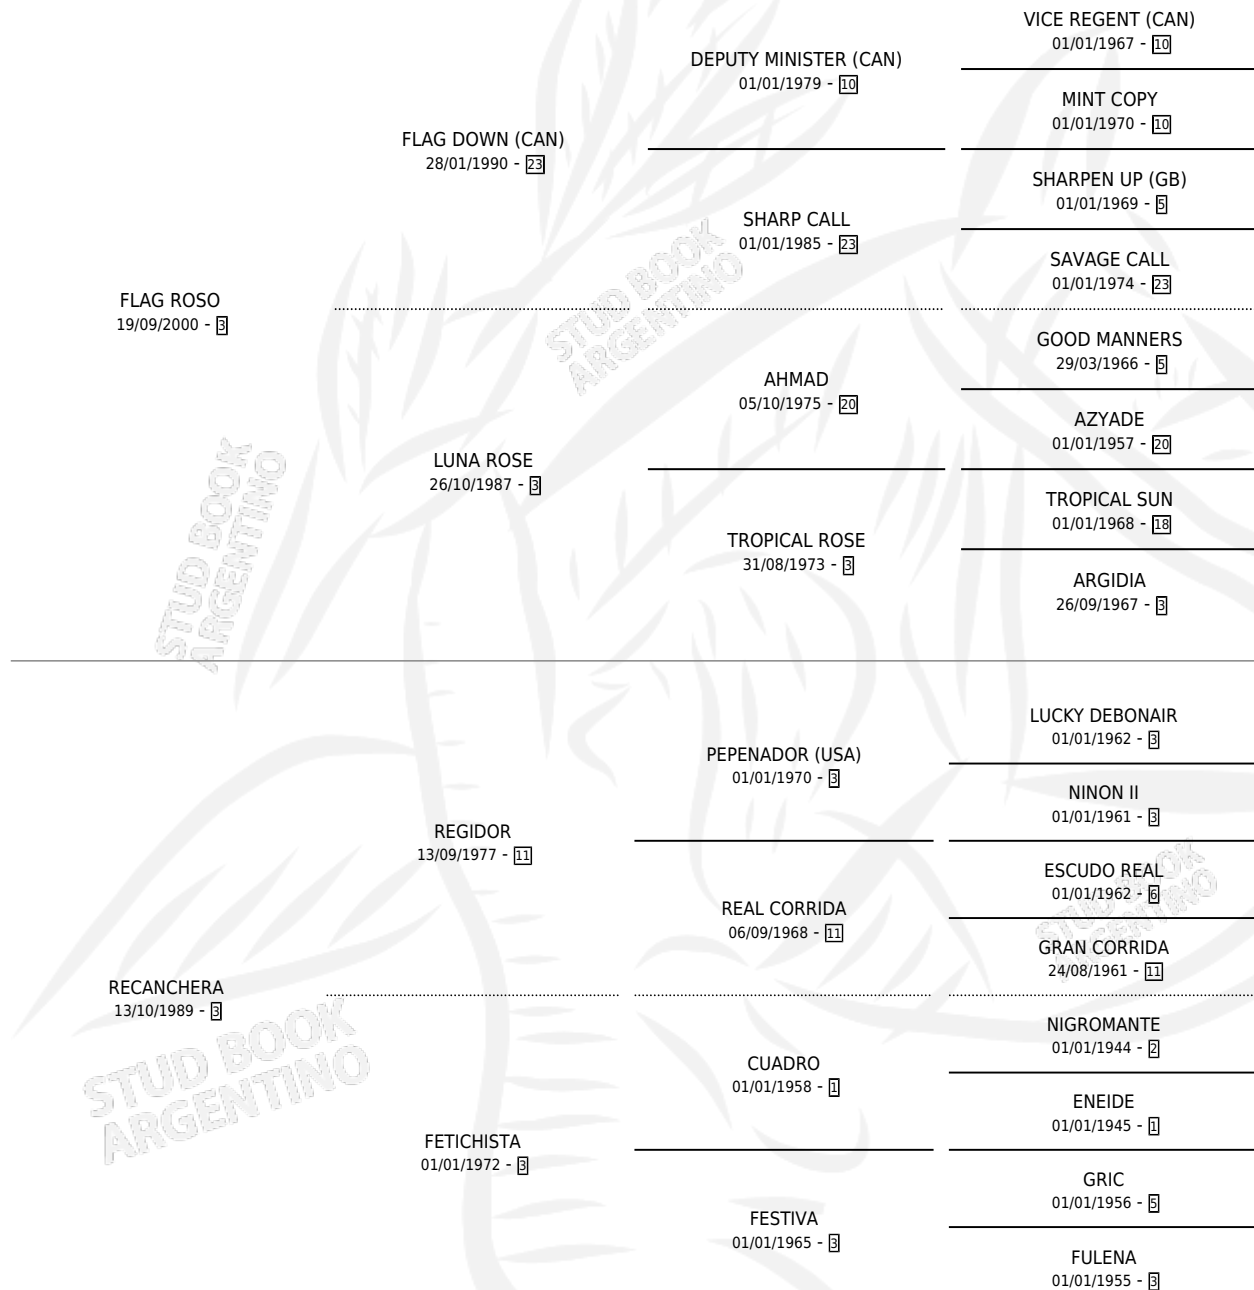 VICE REGENT (CAN)
01/01/1967 - 10
DEPUTY MINISTER (CAN)
01/01/1979 - 10
MINT COPY
01/01/1970 - 10
FLAG DOWN (CAN)
28/01/1990 - 23
SHARPEN UP (GB)
01/01/1969 - 5
SHARP CALL
01/01/1985 - 23
SAVAGE CALL
01/01/1974 - 23
FLAG ROSO
19/09/2000 - 3
GOOD MANNERS
29/03/1966 - 5
AHMAD
05/10/1975 - 20
AZYADE
01/01/1957 - 20
LUNA ROSE
26/10/1987 - 3
TROPICAL SUN
01/01/1968 - 18
TROPICAL ROSE
31/08/1973 - 3
ARGIDIA
26/09/1967 - 3
LUCKY DEBONAIR
01/01/1962 - 3
PEPENADOR (USA)
01/01/1970 - 3
NINON II
01/01/1961 - 3
REGIDOR
13/09/1977 - 11
ESCUDO REAL
01/01/1962 - 6
REAL CORRIDA
06/09/1968 - 11
GRAN CORRIDA
24/08/1961 - 11
RECANCHERA
13/10/1989 - 3
NIGROMANTE
01/01/1944 - 2
CUADRO
01/01/1958 - 1
ENEIDE
01/01/1945 - 1
FETICHISTA
01/01/1972 - 3
GRIC
01/01/1956 - 5
FESTIVA
01/01/1965 - 3
FULENA
01/01/1955 - 3
STUD BOOK
ARGENTINO
STUD BOOK
ARGENTINO
STUD BOOK
ARGENTINO
STUD BOOK
ARGENTINO